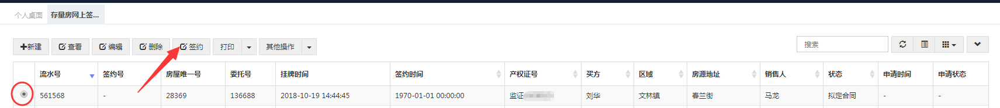 个人桌面 存量房网上签...
新建 查看 编辑 删除 签约 打印 其他操作 搜索
流水号 签约号 房屋唯一号 委托号 挂牌时间 签约时间 产权证号 买方 区域 房源地址 销售人 状态 申请时间 申请状态
561568 - 28369 136688 2018-10-19 14:44:45 1970-01-01 00:00:00 监证 刘华 文林镇 春兰街 马龙 拟定合同 - -